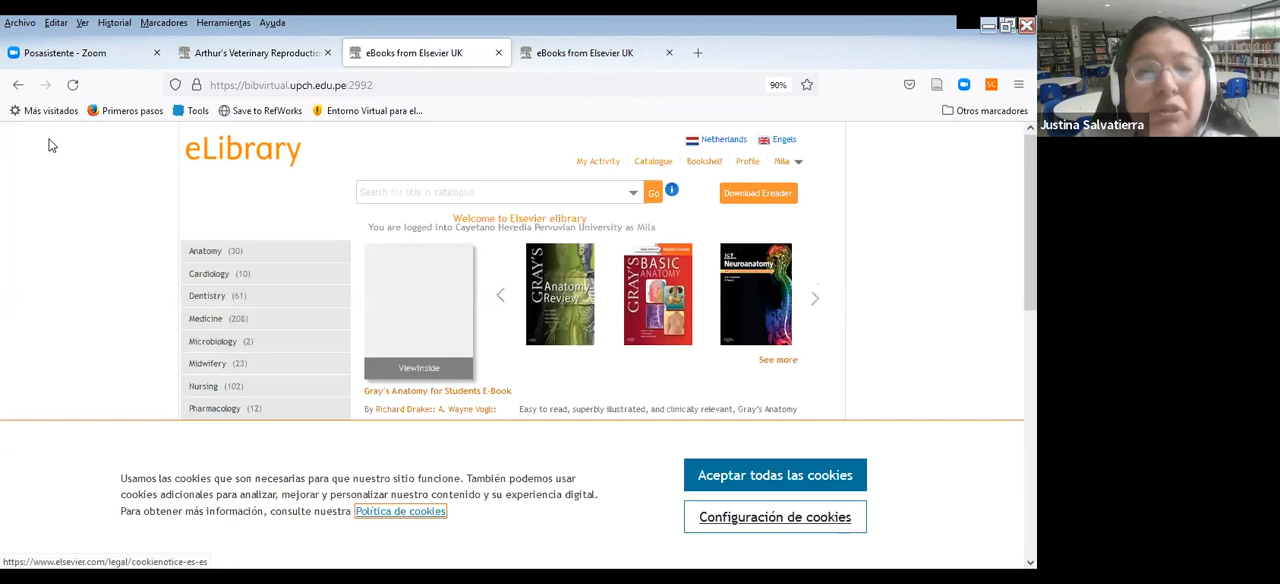 Archivo Editar Ver Historial Marcadores Herramientas Ayuda
Posasistente - Zoom
Arthur's Veterinary Reproductio
eBooks from Elsevier UK
eBooks from Elsevier UK
https://bibvirtual.upch.edu.pe:2992
90%
Más visitados Primeros pasos Tools Save to RefWorks Entorno Virtual para el... Otros marcadores
Justina Salvatierra
eLibrary
Netherlands Engels
My Activity Catalogue Bookshelf Profile Mila
Search for title in catalogue Go i Download Ereader
Welcome to Elsevier elibrary
You are logged into Cayetano Heredia Peruvian University as Mila
Anatomy (30)
Cardiology (10)
Dentistry (61)
Medicine (208)
Microbiology (2)
Midwifery (23)
Nursing (102)
Pharmacology (12)
ViewInside
GRAY'S
Anatomy
Review
GRAY'S
BASIC
ANATOMY
Neuroanatomy
See more
Gray's Anatomy for Students E-Book
By Richard Drake:: A. Wayne Vogl::
Easy to read, superbly illustrated, and clinically relevant, Gray's Anatomy
Usamos las cookies que son necesarias para que nuestro sitio funcione. También podemos usar
cookies adicionales para analizar, mejorar y personalizar nuestro contenido y su experiencia digital.
Para obtener más información, consulte nuestra Política de cookies
Aceptar todas las cookies
Configuración de cookies
https://www.elsevier.com/legal/cookienotice-es-es